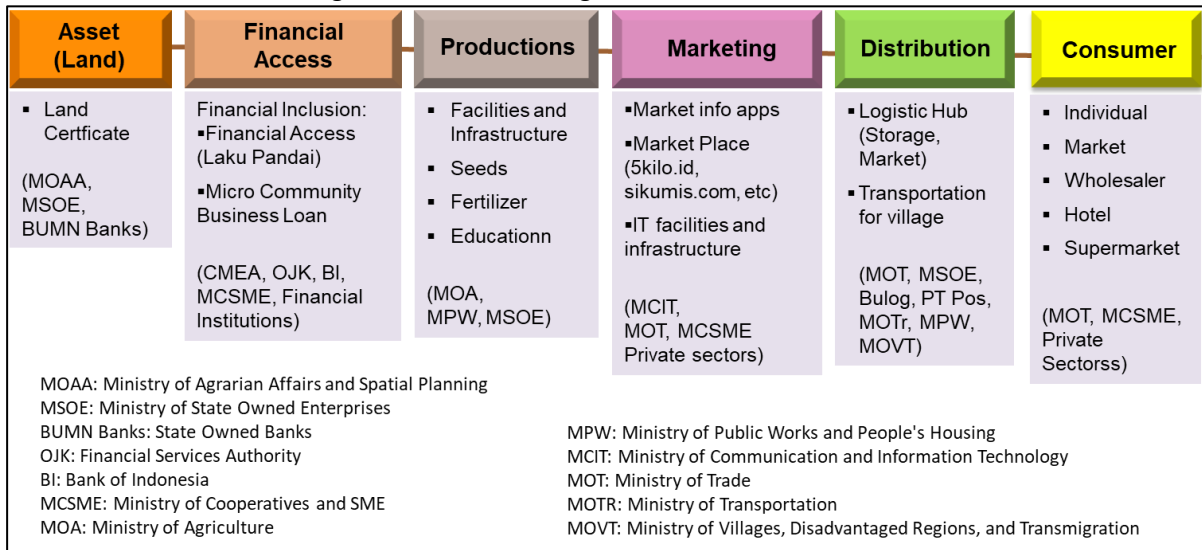 Asset
(Land)
Financial
Access
Productions
Marketing
Distribution
Consumer
▪ Land
Certficate
(MOAA,
MSOE,
BUMN Banks)
Financial Inclusion:
▪Financial Access
(Laku Pandai)
▪Micro Community
Business Loan
(CMEA, OJK, BI,
MCSME, Financial
Institutions)
▪ Facilities and
Infrastructure
▪ Seeds
▪ Fertilizer
▪ Educationn
(MOA,
MPW, MSOE)
▪Market info apps
▪Market Place
(5kilo.id,
sikumis.com, etc)
▪IT facilities and
infrastructure
(MCIT,
MOT, MCSME
Private sectors)
▪ Logistic Hub
(Storage,
Market)
▪ Transportation
for village
(MOT, MSOE,
Bulog, PT Pos,
MOTr, MPW,
MOVT)
▪ Individual
▪ Market
▪ Wholesaler
▪ Hotel
▪ Supermarket
(MOT, MCSME,
Private
Sectorss)
MOAA: Ministry of Agrarian Affairs and Spatial Planning
MSOE: Ministry of State Owned Enterprises
BUMN Banks: State Owned Banks
OJK: Financial Services Authority
BI: Bank of Indonesia
MCSME: Ministry of Cooperatives and SME
MOA: Ministry of Agriculture
MPW: Ministry of Public Works and People's Housing
MCIT: Ministry of Communication and Information Technology
MOT: Ministry of Trade
MOTR: Ministry of Transportation
MOVT: Ministry of Villages, Disadvantaged Regions, and Transmigration